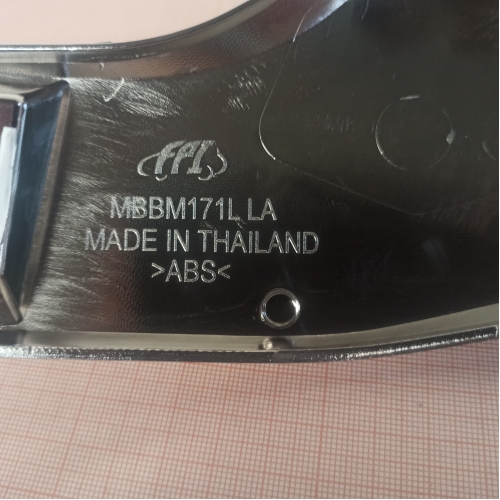 FPI
MBBM171L LA
MADE IN THAILAND
>ABS<